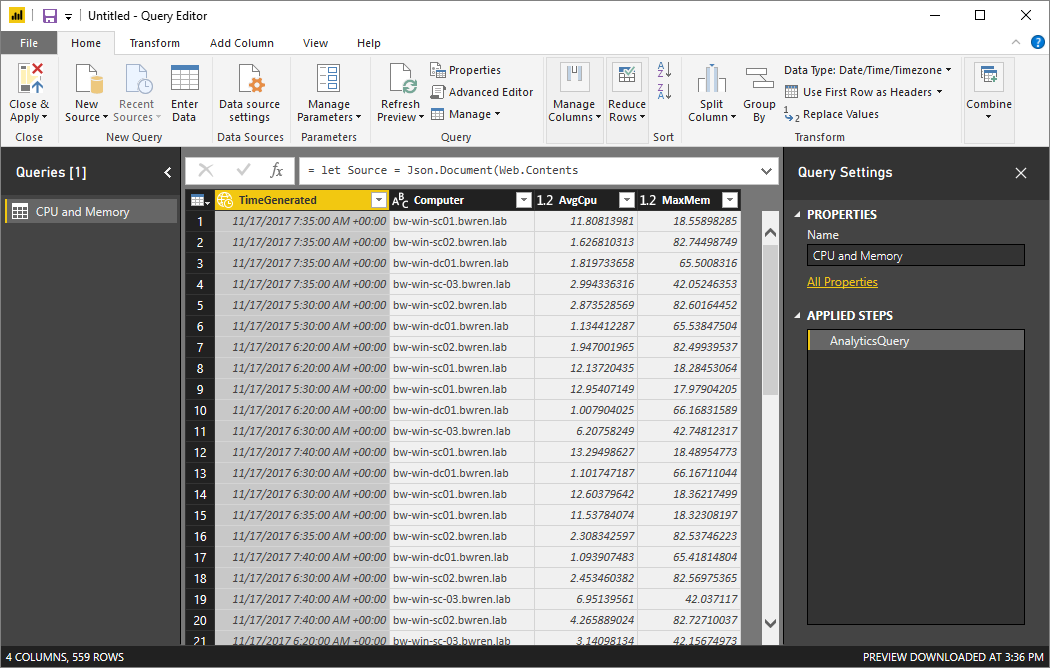 Untitled - Query Editor
File Home Transform Add Column View Help
Close & Apply
New Source
Recent Sources
Enter Data
Data source settings
Manage Parameters
Refresh Preview
Properties
Advanced Editor
Manage
Manage Columns
Reduce Rows
Split Column
Group By
Data Type: Date/Time/Timezone
Use First Row as Headers
Replace Values
Combine
Close New Query Data Sources Parameters Query Sort Transform
Queries [1]
CPU and Memory
fx = let Source = Json.Document(Web.Contents
TimeGenerated ABC Computer 1.2 AvgCpu 1.2 MaxMem
1 11/17/2017 7:35:00 AM +00:00 bw-win-sc01.bwren.lab 11.80813981 18.55898285
2 11/17/2017 7:35:00 AM +00:00 bw-win-sc02.bwren.lab 1.626810313 82.74498749
3 11/17/2017 7:35:00 AM +00:00 bw-win-dc01.bwren.lab 1.819733658 65.5008316
4 11/17/2017 7:35:00 AM +00:00 bw-win-sc-03.bwren.lab 2.994336316 42.05246353
5 11/17/2017 5:30:00 AM +00:00 bw-win-sc02.bwren.lab 2.873528569 82.60164452
6 11/17/2017 5:30:00 AM +00:00 bw-win-dc01.bwren.lab 1.134412287 65.53847504
7 11/17/2017 6:20:00 AM +00:00 bw-win-sc02.bwren.lab 1.947001965 82.49939537
8 11/17/2017 6:20:00 AM +00:00 bw-win-sc01.bwren.lab 12.13720435 18.28453064
9 11/17/2017 5:30:00 AM +00:00 bw-win-sc01.bwren.lab 12.95407149 17.97904205
10 11/17/2017 6:20:00 AM +00:00 bw-win-dc01.bwren.lab 1.007904025 66.16831589
11 11/17/2017 6:30:00 AM +00:00 bw-win-sc-03.bwren.lab 6.20758249 42.74812317
12 11/17/2017 7:40:00 AM +00:00 bw-win-sc01.bwren.lab 13.29498627 18.48954773
13 11/17/2017 6:30:00 AM +00:00 bw-win-dc01.bwren.lab 1.101747187 66.16711044
14 11/17/2017 6:30:00 AM +00:00 bw-win-sc01.bwren.lab 12.60379642 18.36217499
15 11/17/2017 6:35:00 AM +00:00 bw-win-sc01.bwren.lab 11.53784074 18.32308197
16 11/17/2017 6:35:00 AM +00:00 bw-win-sc02.bwren.lab 2.308342597 82.53746223
17 11/17/2017 7:40:00 AM +00:00 bw-win-dc01.bwren.lab 1.093907483 65.41814804
18 11/17/2017 6:30:00 AM +00:00 bw-win-sc02.bwren.lab 2.453460382 82.56975365
19 11/17/2017 7:40:00 AM +00:00 bw-win-sc-03.bwren.lab 6.95139561 42.037117
20 11/17/2017 7:40:00 AM +00:00 bw-win-sc02.bwren.lab 4.265889024 82.72710037
21 11/17/2017 6:20:00 AM +00:00 bw-win-sc-03.bwren.lab 3.14098134 42.15674973
Query Settings
PROPERTIES
Name
CPU and Memory
All Properties
APPLIED STEPS
AnalyticsQuery
4 COLUMNS, 559 ROWS
PREVIEW DOWNLOADED AT 3:36 PM